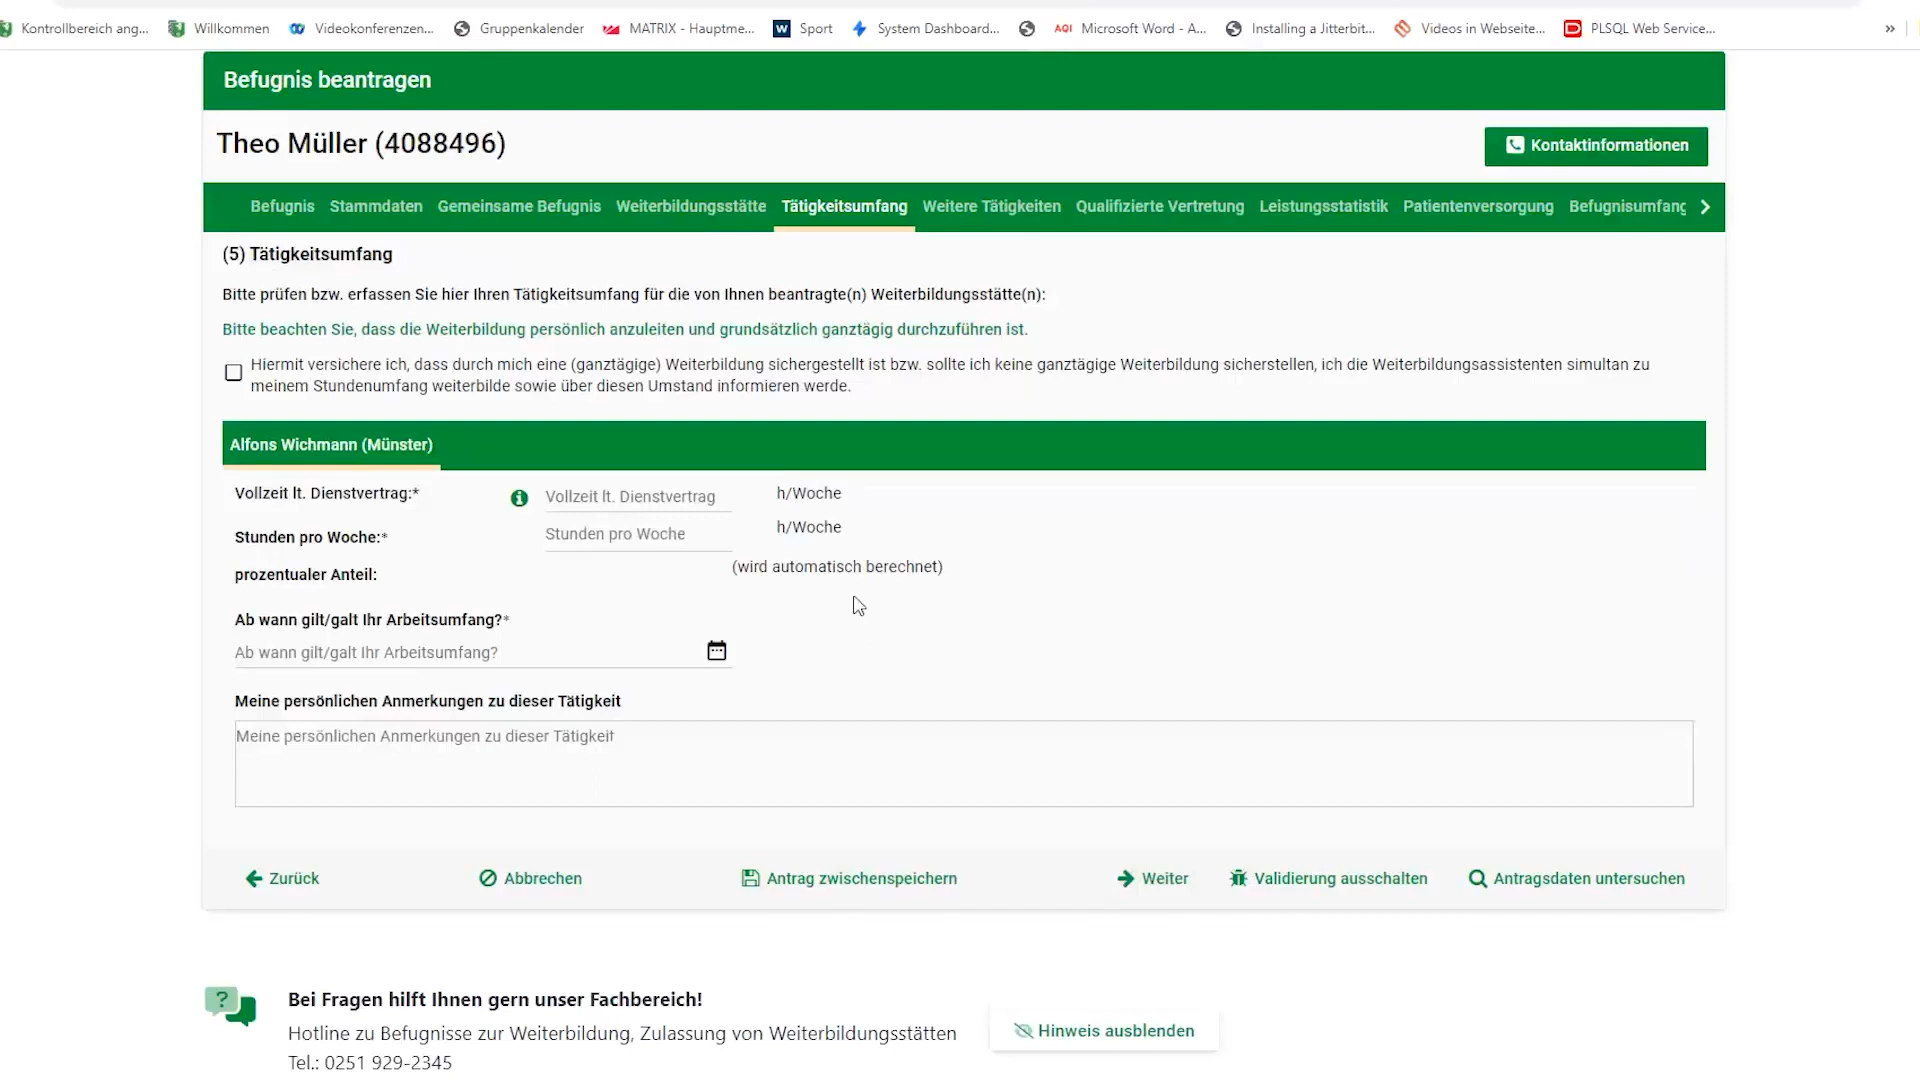 Kontrollbereich ang... Willkommen Videokonferenzen... Gruppenkalender MATRIX - Hauptme... W Sport System Dashboard... AQI Microsoft Word - A... Installing a Jitterbit... Videos in Webseite... PLSQL Web Service... »
Befugnis beantragen
Theo Müller (4088496)
Kontaktinformationen
Befugnis Stammdaten Gemeinsame Befugnis Weiterbildungsstätte Tätigkeitsumfang Weitere Tätigkeiten Qualifizierte Vertretung Leistungsstatistik Patientenversorgung Befugnisumfang
(5) Tätigkeitsumfang
Bitte prüfen bzw. erfassen Sie hier Ihren Tätigkeitsumfang für die von Ihnen beantragte(n) Weiterbildungsstätte(n):
Bitte beachten Sie, dass die Weiterbildung persönlich anzuleiten und grundsätzlich ganztägig durchzuführen ist.
Hiermit versichere ich, dass durch mich eine (ganztägige) Weiterbildung sichergestellt ist bzw. sollte ich keine ganztägige Weiterbildung sicherstellen, ich die Weiterbildungsassistenten simultan zu
meinem Stundenumfang weiterbilde sowie über diesen Umstand informieren werde.
Alfons Wichmann (Münster)
Vollzeit lt. Dienstvertrag:* Vollzeit lt. Dienstvertrag h/Woche
Stunden pro Woche:* Stunden pro Woche h/Woche
prozentualer Anteil: (wird automatisch berechnet)
Ab wann gilt/galt Ihr Arbeitsumfang?*
Ab wann gilt/galt Ihr Arbeitsumfang?
Meine persönlichen Anmerkungen zu dieser Tätigkeit
Meine persönlichen Anmerkungen zu dieser Tätigkeit
Zurück Abbrechen Antrag zwischenspeichern Weiter Validierung ausschalten Antragsdaten untersuchen
Bei Fragen hilft Ihnen gern unser Fachbereich!
Hotline zu Befugnisse zur Weiterbildung, Zulassung von Weiterbildungsstätten
Tel.: 0251 929-2345
Hinweis ausblenden